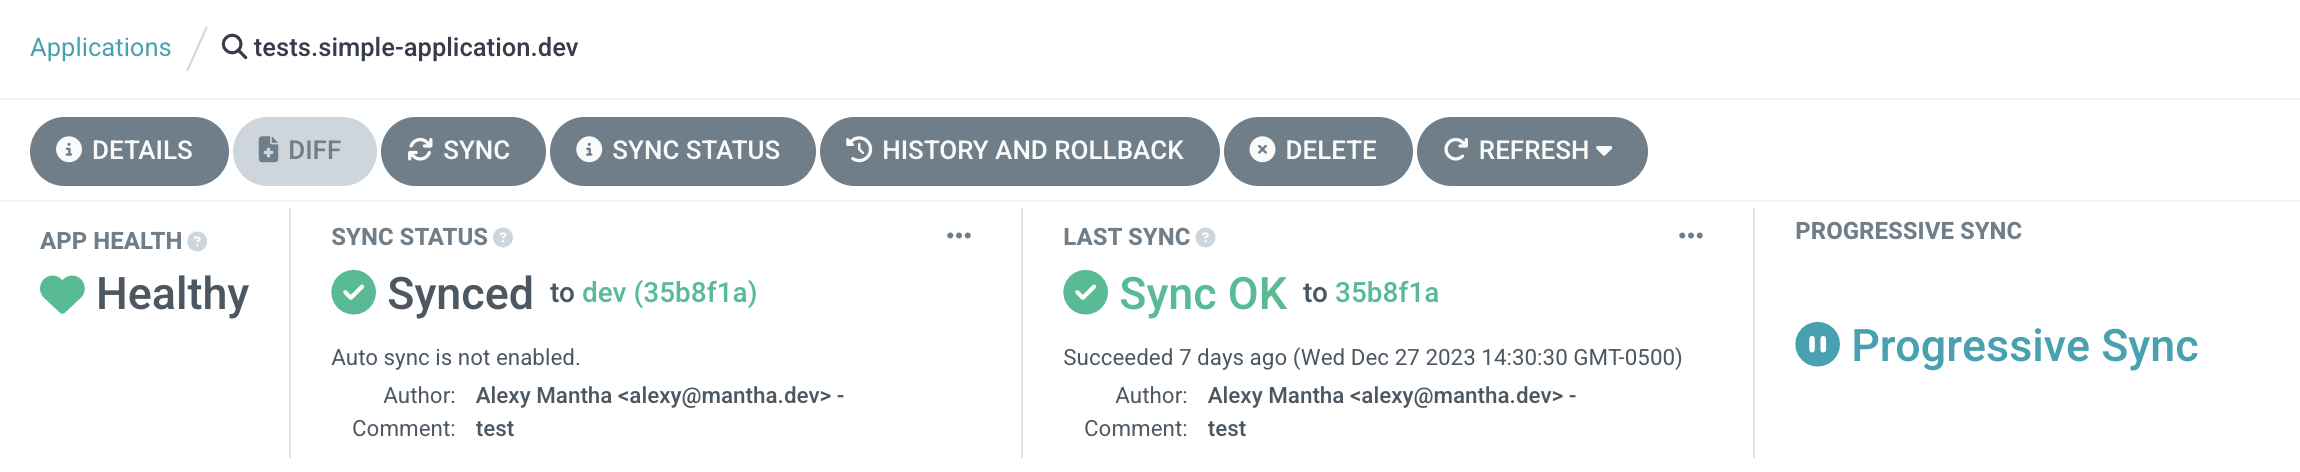 Applications / tests.simple-application.dev
DETAILS DIFF SYNC SYNC STATUS HISTORY AND ROLLBACK DELETE REFRESH
APP HEALTH ?
Healthy
SYNC STATUS ? •••
Synced to dev (35b8f1a)
Auto sync is not enabled.
Author: Alexy Mantha <alexy@mantha.dev> -
Comment: test
LAST SYNC ? •••
Sync OK to 35b8f1a
Succeeded 7 days ago (Wed Dec 27 2023 14:30:30 GMT-0500)
Author: Alexy Mantha <alexy@mantha.dev> -
Comment: test
PROGRESSIVE SYNC
Progressive Sync